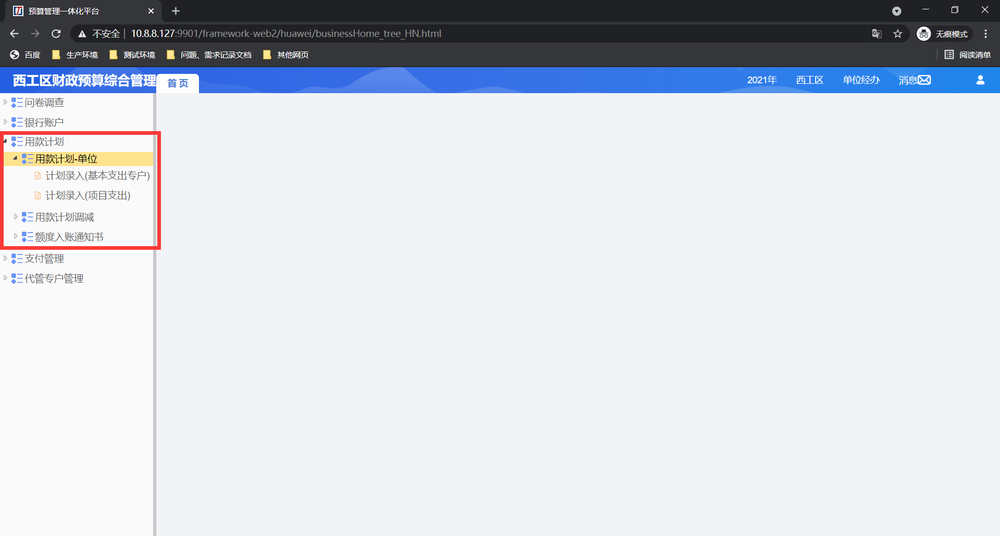 预算管理一体化平台
不安全 10.8.8.127:9901/framework-web2/huawei/businessHome_tree_HN.html 无痕模式
百度 生产环境 测试环境 问题、需求记录文档 其他网页 阅读清单
西工区财政预算综合管理 首页 2021年 西工区 单位经办 消息
问卷调查
银行账户
用款计划
用款计划-单位
计划录入(基本支出专户)
计划录入(项目支出)
用款计划调减
额度入账通知书
支付管理
代管专户管理